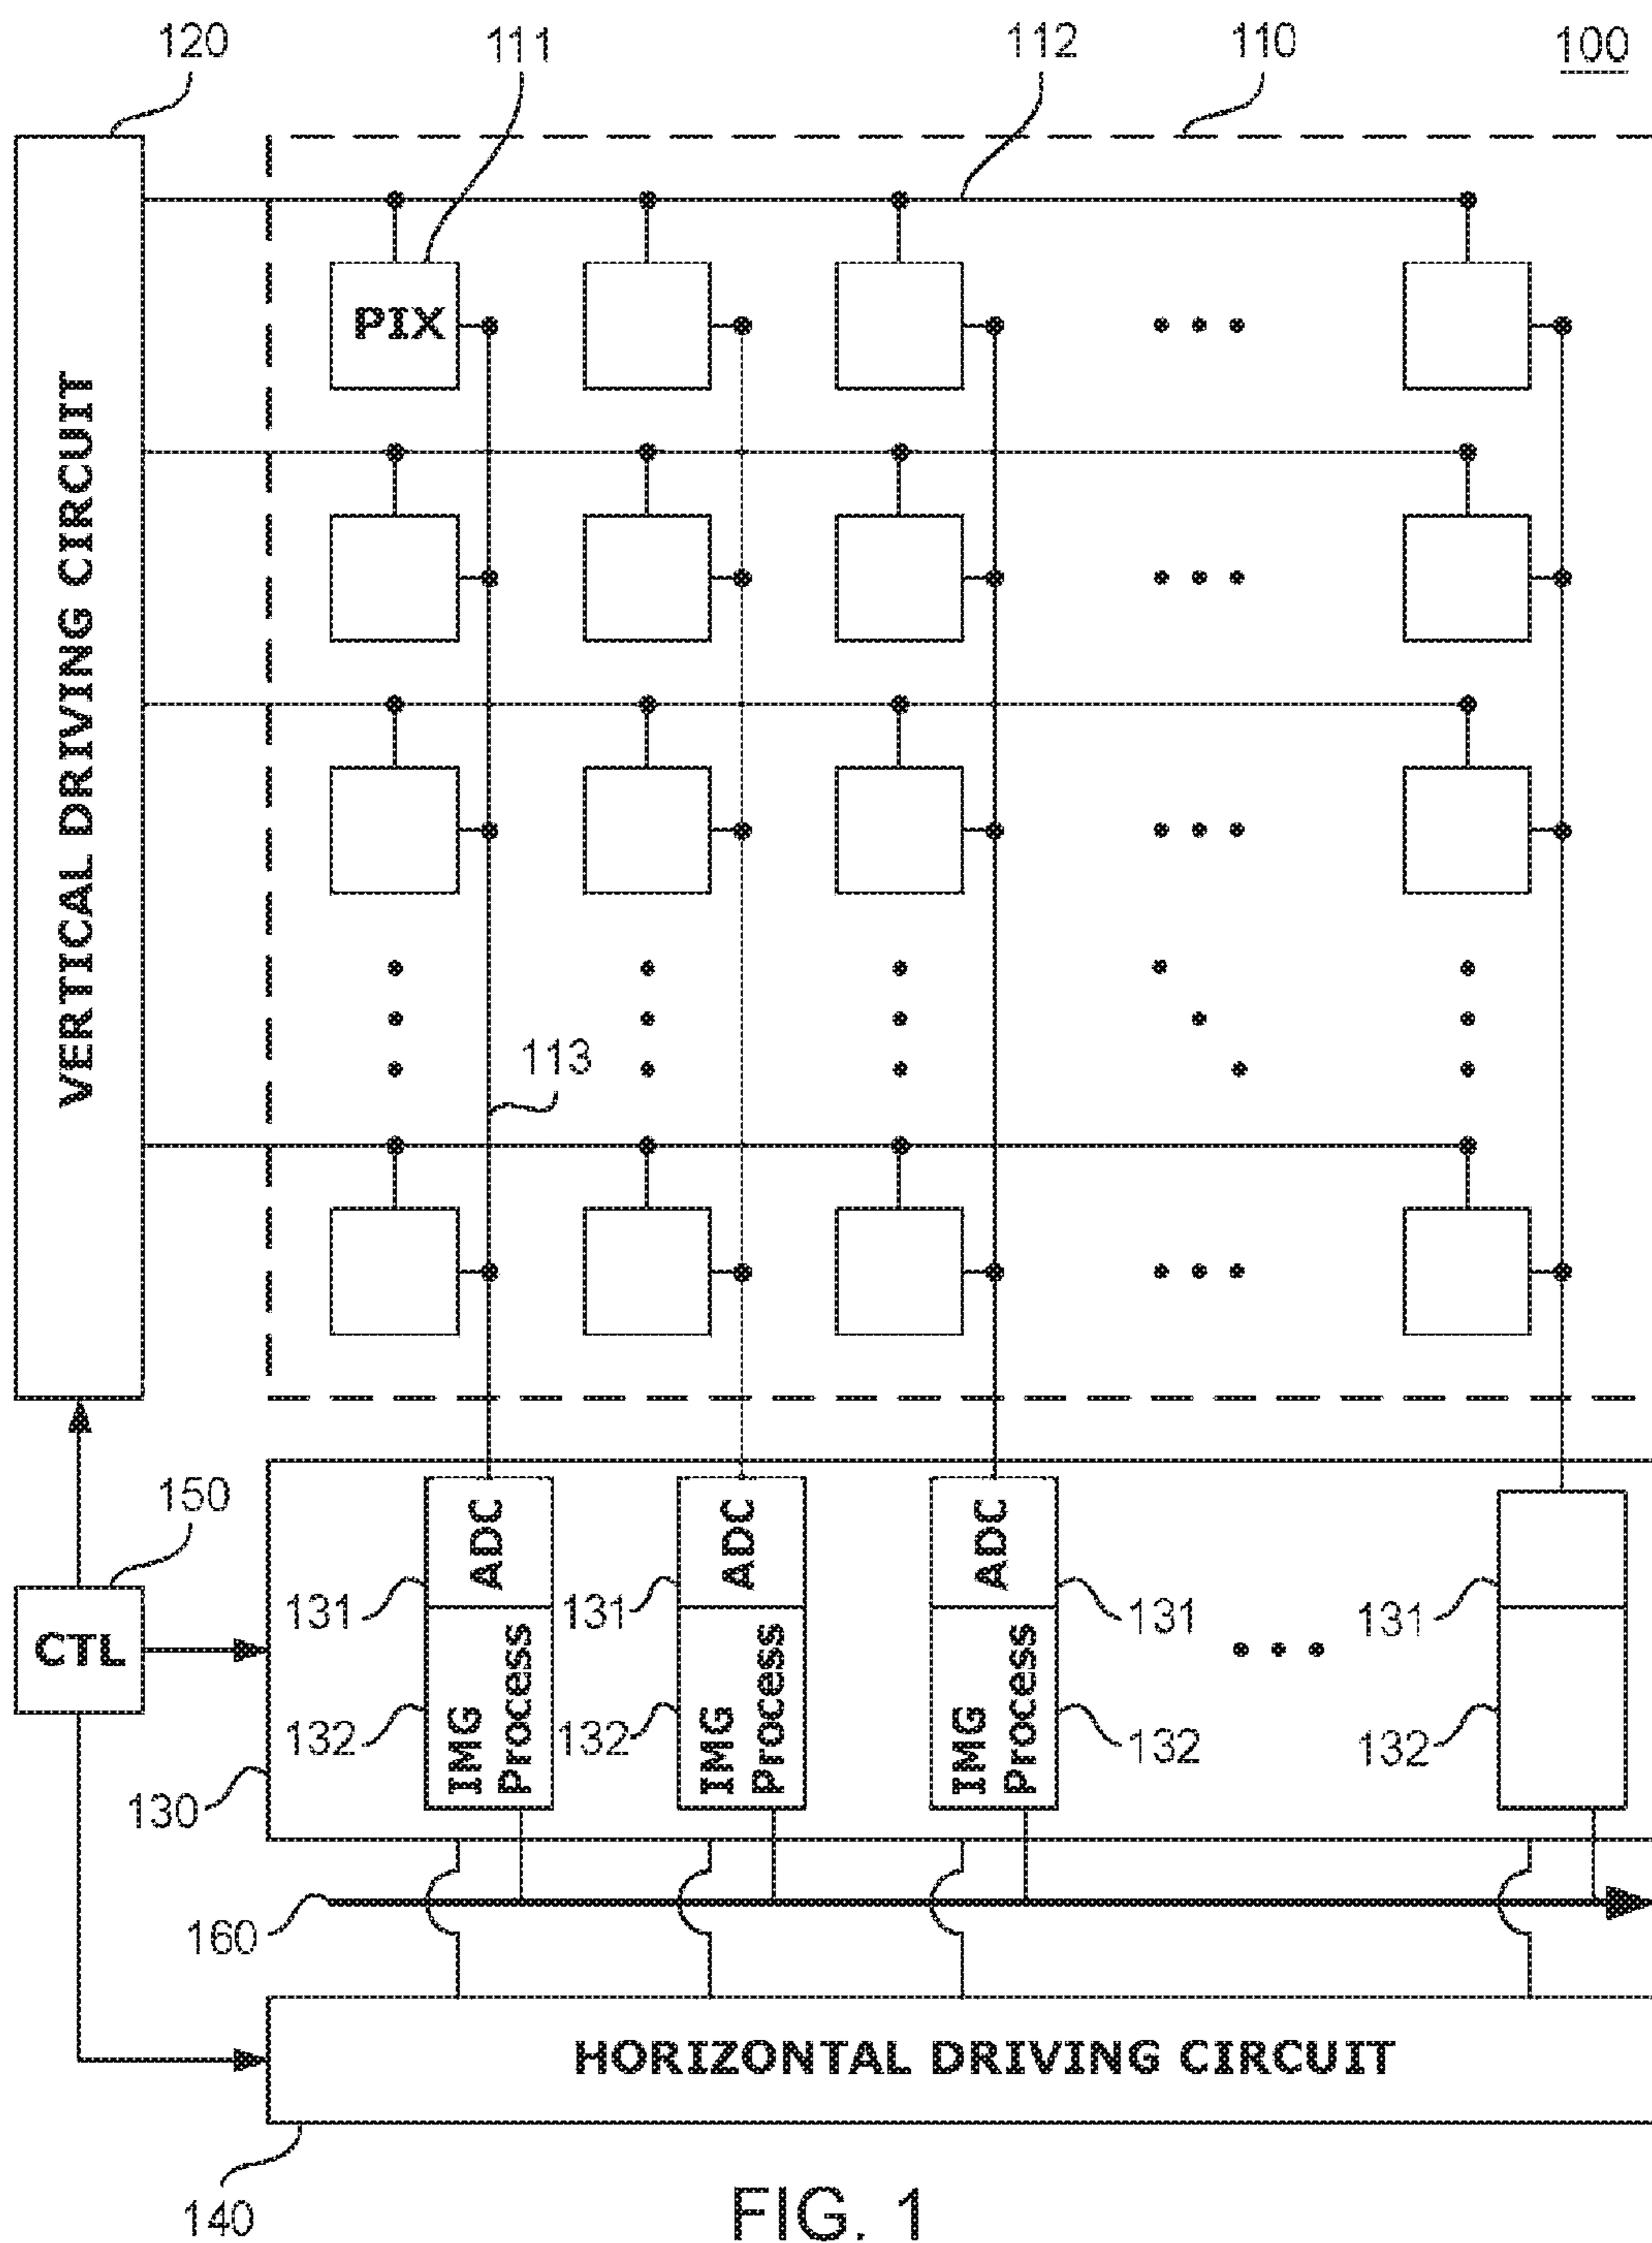 120
111
112
110
100
PIX
VERTICAL DRIVING CIRCUIT
113
150
CTL
ADC
ADC
ADC
131
131
131
131
IMG Process
IMG Process
IMG Process
132
132
132
132
130
160
HORIZONTAL DRIVING CIRCUIT
140
FIG. 1